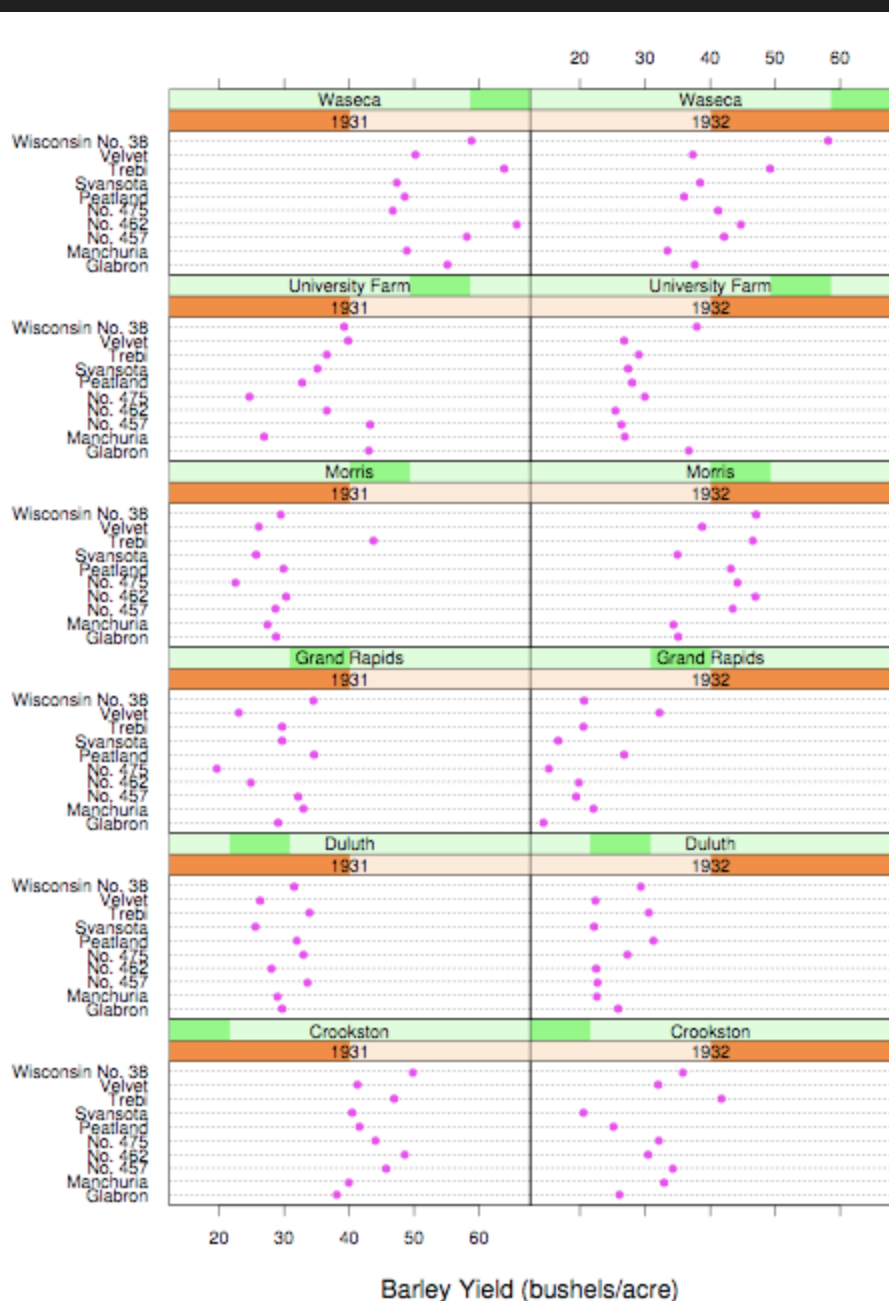 20 30 40 50 60
Waseca Waseca
1931 1932
Wisconsin No. 38
Velvet
Trebi
Svansota
Peatland
No. 475
No. 462
No. 457
Manchuria
Glabron
University Farm University Farm
1931 1932
Wisconsin No. 38
Velvet
Trebi
Svansota
Peatland
No. 475
No. 462
No. 457
Manchuria
Glabron
Morris Morris
1931 1932
Wisconsin No. 38
Velvet
Trebi
Svansota
Peatland
No. 475
No. 462
No. 457
Manchuria
Glabron
Grand Rapids Grand Rapids
1931 1932
Wisconsin No. 38
Velvet
Trebi
Svansota
Peatland
No. 475
No. 462
No. 457
Manchuria
Glabron
Duluth Duluth
1931 1932
Wisconsin No. 38
Velvet
Trebi
Svansota
Peatland
No. 475
No. 462
No. 457
Manchuria
Glabron
Crookston Crookston
1931 1932
Wisconsin No. 38
Velvet
Trebi
Svansota
Peatland
No. 475
No. 462
No. 457
Manchuria
Glabron
20 30 40 50 60
Barley Yield (bushels/acre)